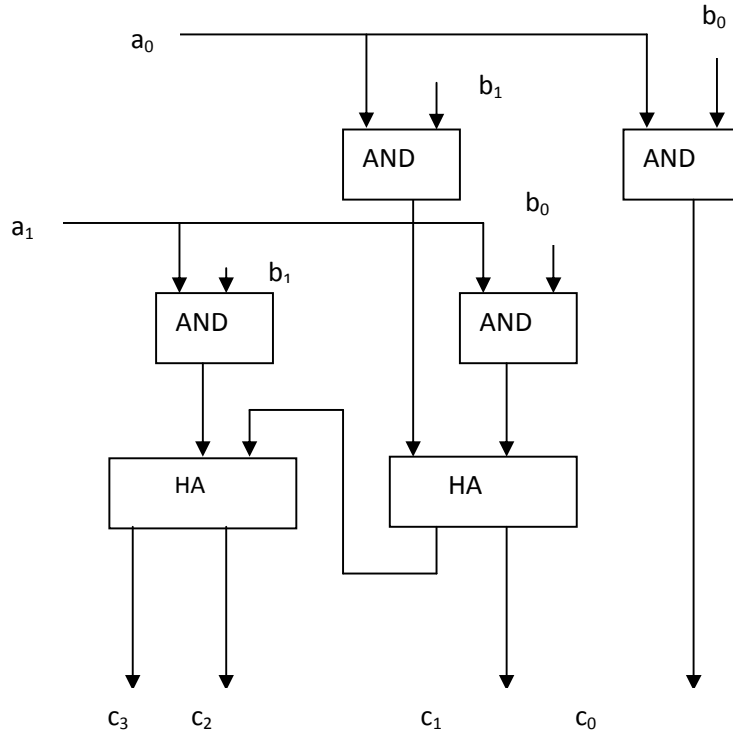 a₀ b₀
b₁
AND AND
a₁ b₀
b₁
AND AND
HA HA
c₃ c₂ c₁ c₀